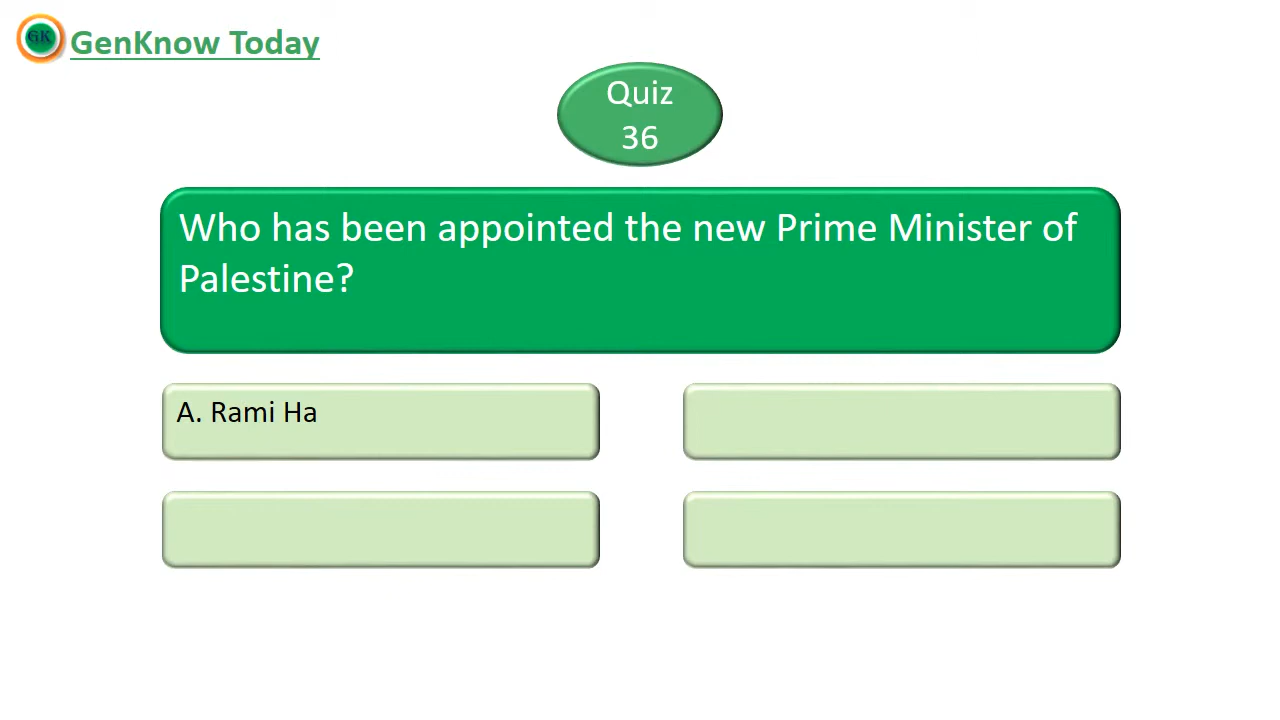 GK
GenKnow Today
Quiz
36
Who has been appointed the new Prime Minister of
Palestine?
A. Rami Ha